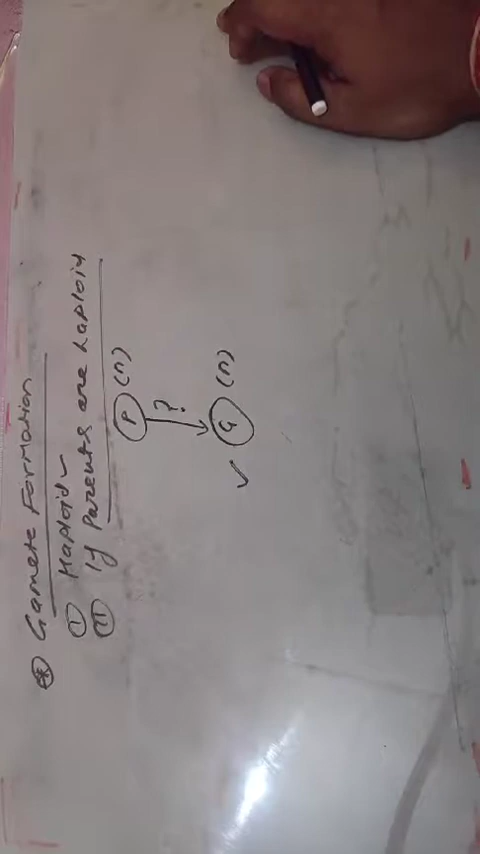 * Gamete Formation
I Haploid -
II If Parents are haploid
P (n)
?
G (n)
✓